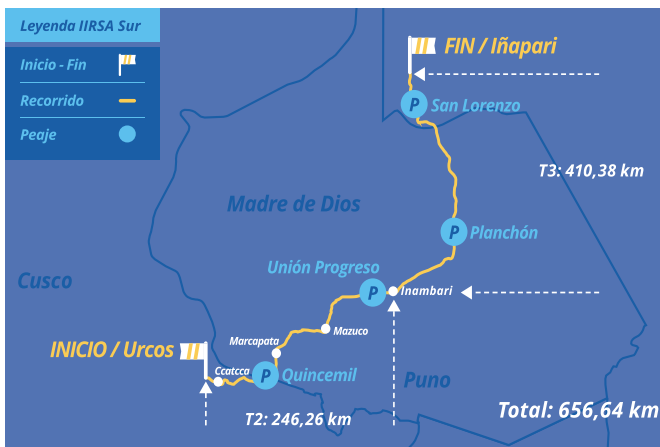 Leyenda IIRSA Sur
Inicio - Fin
Recorrido
Peaje
FIN / Iñapari
P San Lorenzo
T3: 410,38 km
Madre de Dios
P Planchón
Cusco
Unión Progreso
P Inambari
Mazuco
Marcapata
INICIO / Urcos
Ccatcca
P Quincemil
Puno
T2: 246,26 km
Total: 656,64 km